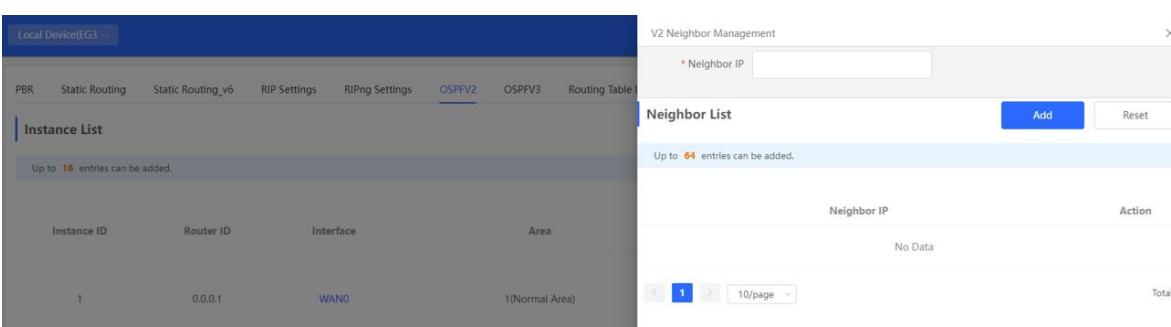 Local Device(EG3
PBR Static Routing Static Routing_v6 RIP Settings RIPng Settings OSPFV2 OSPFV3 Routing Table
Instance List
Up to 16 entries can be added.
Instance ID Router ID Interface Area
1 0.0.0.1 WAN0 1(Normal Area)
V2 Neighbor Management
* Neighbor IP
Neighbor List Add Reset
Up to 64 entries can be added.
Neighbor IP Action
No Data
1 10/page Tota